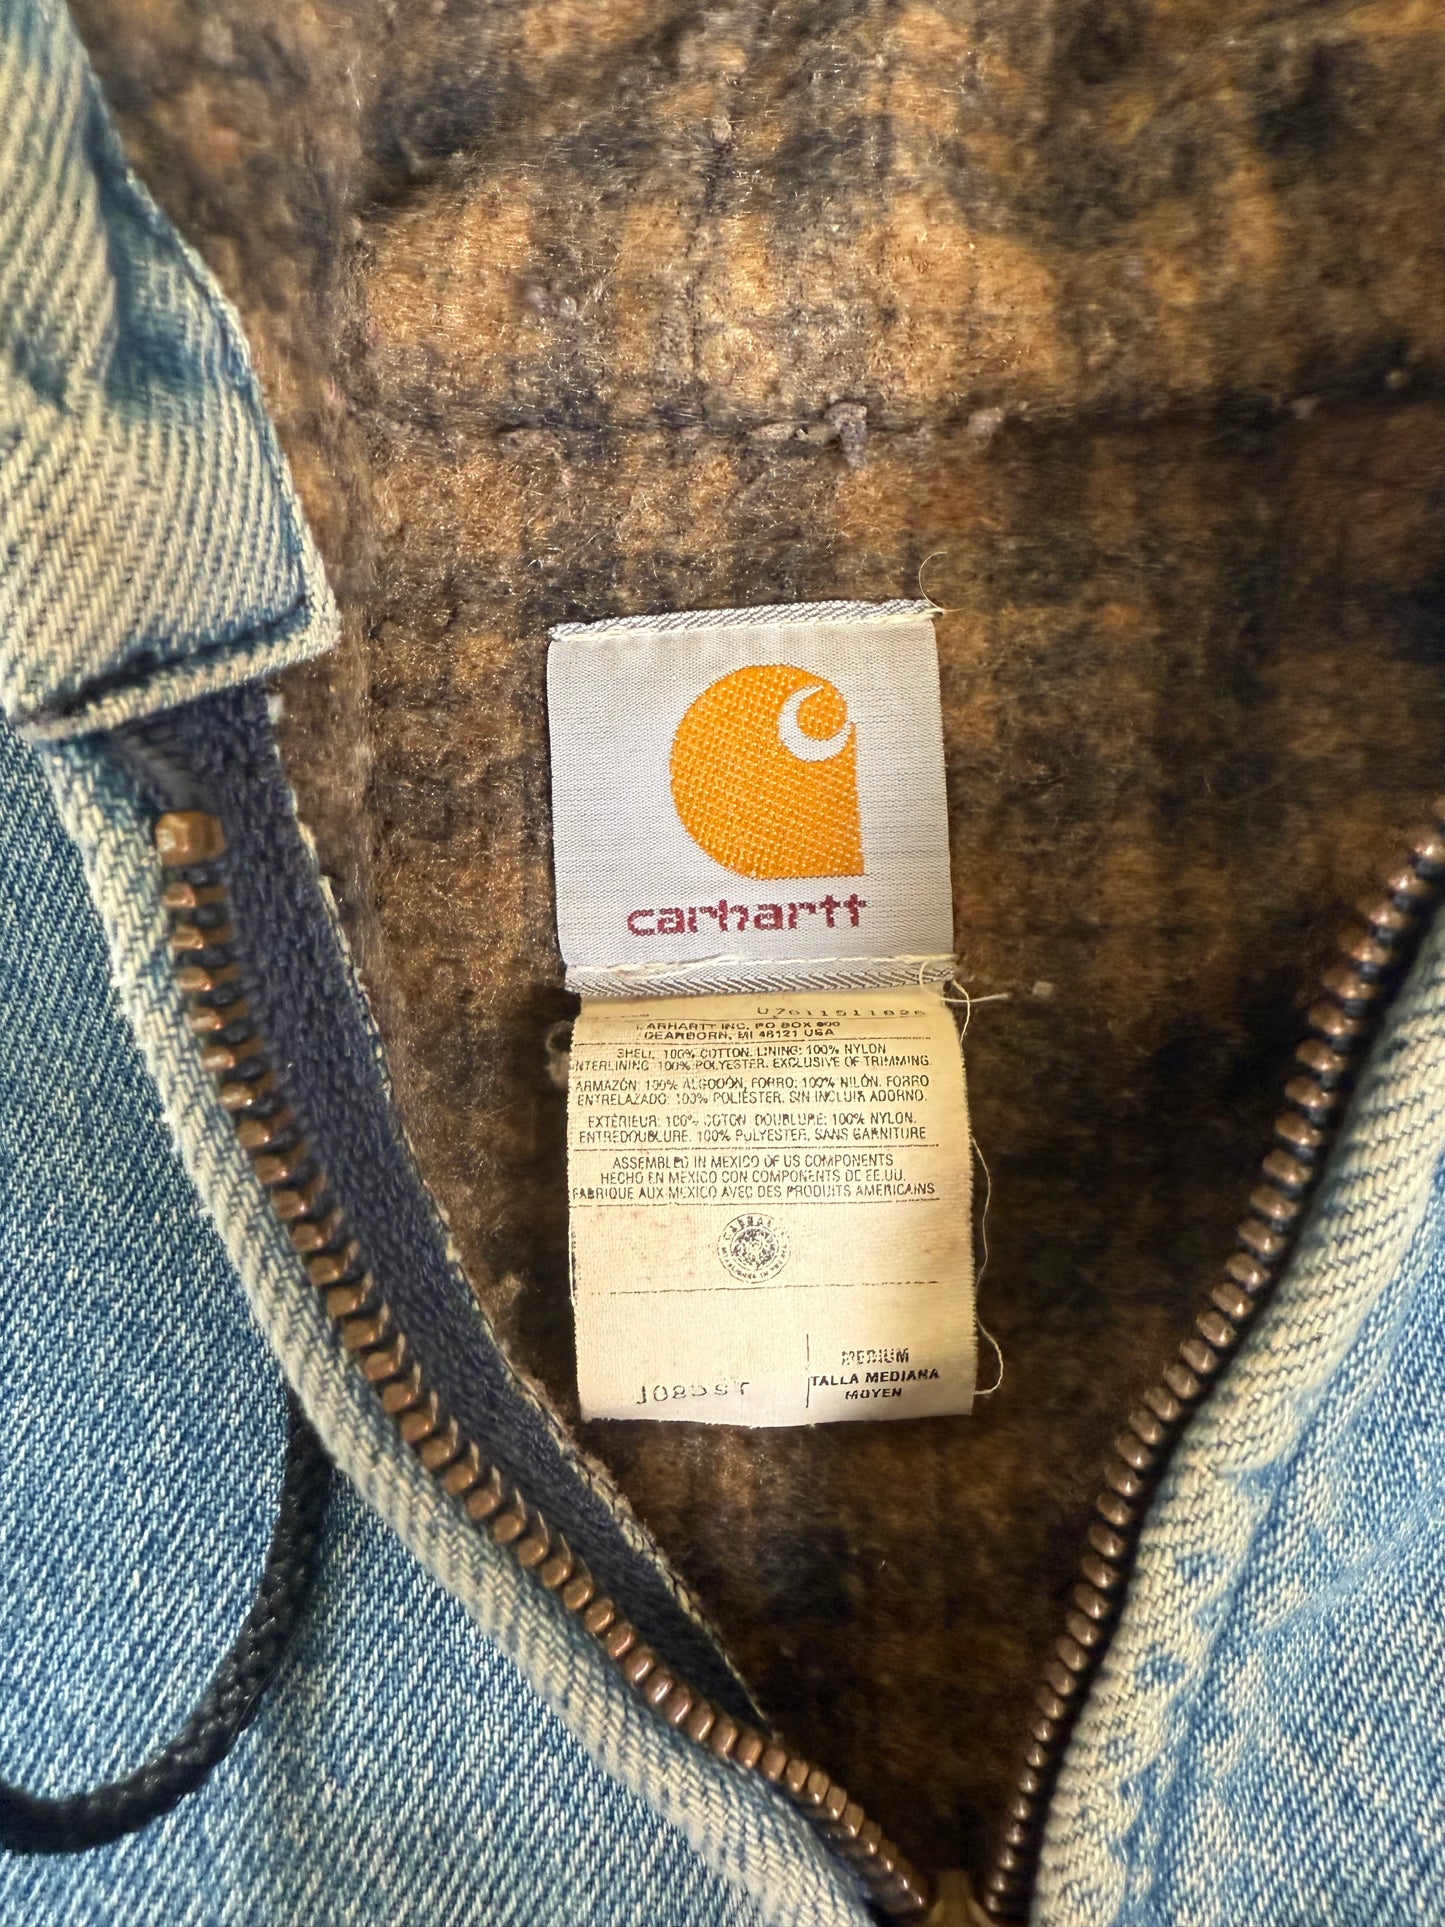 carhartt
CARHARTT INC. PO BOX 600
DEARBORN, MI 48121 USA
SHELL: 100% COTTON. LINING: 100% NYLON
INTERLINING: 100% POLYESTER. EXCLUSIVE OF TRIMMING.
ARMAZÓN: 100% ALGODÓN, FORRO: 100% NILÓN. FORRO
ENTRELAZADO: 100% POLIÉSTER. SIN INCLUIR ADORNO.
EXTÉRIEUR: 100% COTON. DOUBLURE: 100% NYLON.
ENTREDOUBLURE: 100% POLYESTER, SANS GARNITURE
ASSEMBLED IN MEXICO OF US COMPONENTS
HECHO EN MEXICO CON COMPONENTS DE EE.UU.
FABRIQUE AUX MEXICO AVEC DES PRODUITS AMERICAINS
MEDIUM
TALLA MEDIANA
MOYEN